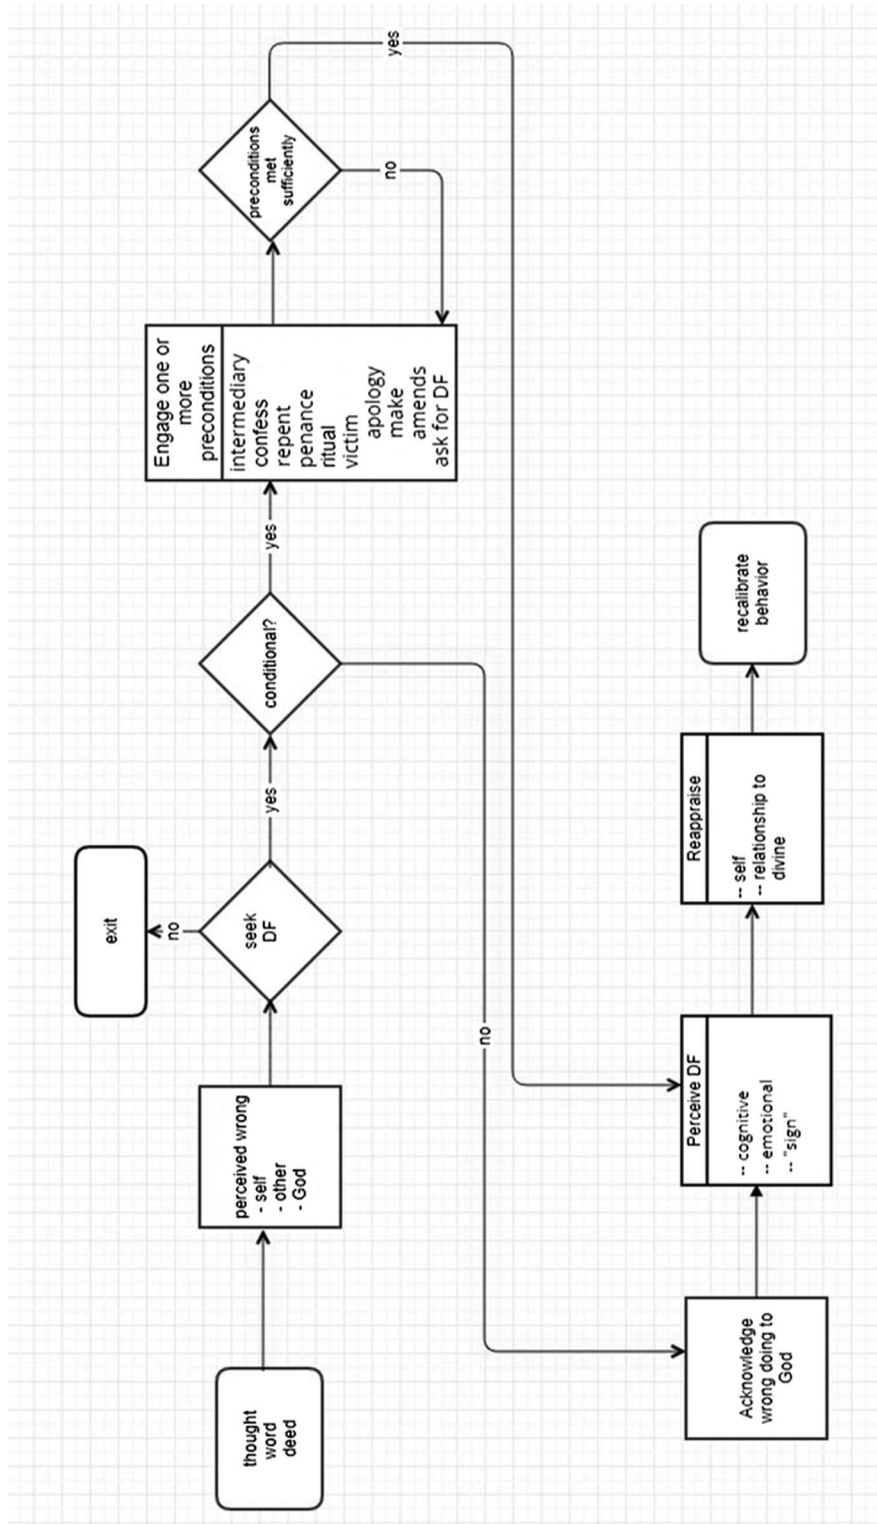 thought
word
deed
perceived wrong
- self
- other
- God
seek
DF
no
exit
yes
conditional?
yes
Engage one or
more
preconditions
intermediary
confess
repent
penance
ritual
victim
apology
make
amends
ask for DF
preconditions
met
sufficiently
no
yes
no
Acknowledge
wrong doing to
God
Perceive DF
-- cognitive
-- emotional
-- "sign"
Reappraise
-- self
-- relationship to
divine
recalibrate
behavior